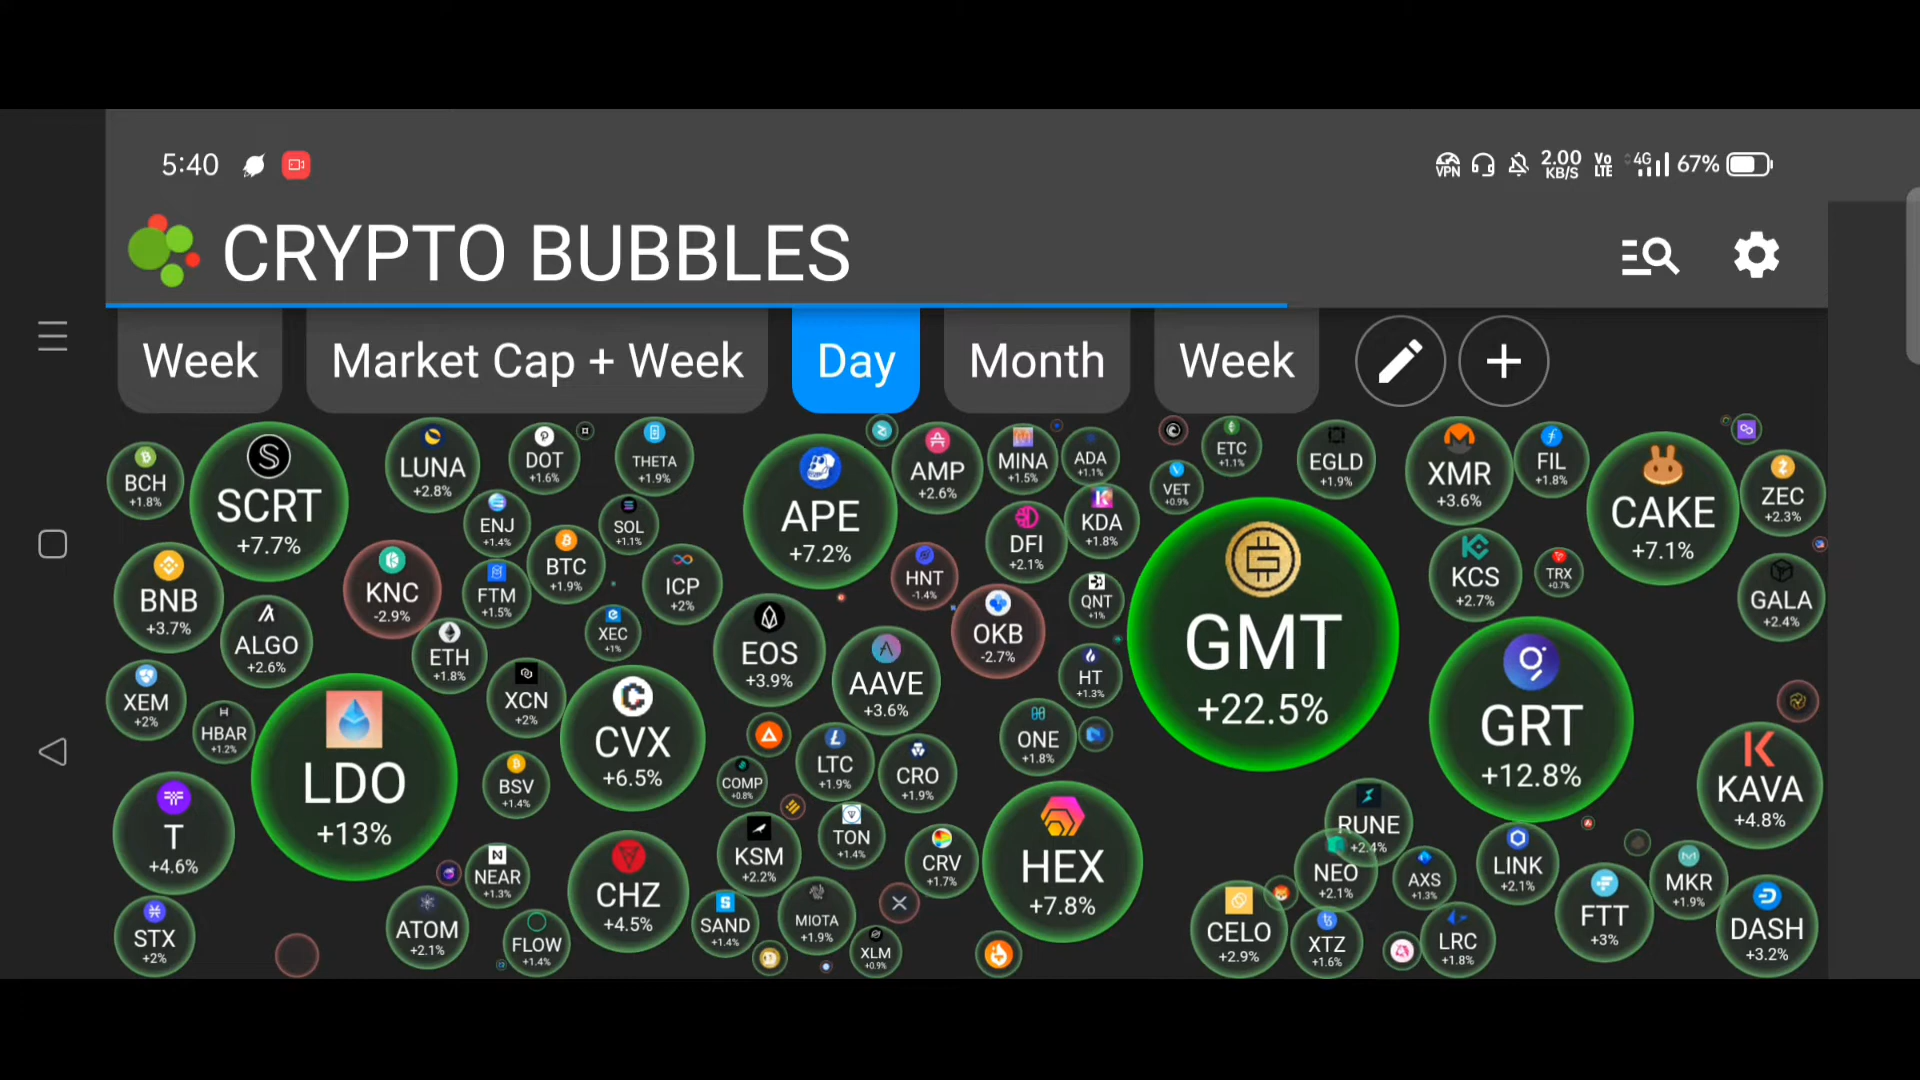 5:40
VPN
2.00
KB/S
Vo
LTE
4G
67%
CRYPTO BUBBLES
Week
Market Cap + Week
Day
Month
Week
BCH
+1.8%
SCRT
+7.7%
LUNA
+2.8%
DOT
+1.6%
THETA
+1.9%
ENJ
+1.4%
SOL
+1.1%
BTC
+1.9%
APE
+7.2%
AMP
+2.6%
MINA
+1.5%
ADA
+1.1%
VET
+0.9%
ETC
+1.1%
EGLD
+1.9%
XMR
+3.6%
FIL
+1.8%
CAKE
+7.1%
ZEC
+2.3%
BNB
+3.7%
KNC
-2.9%
FTM
+1.5%
ICP
+2%
HNT
-1.4%
DFI
+2.1%
KDA
+1.8%
KCS
+2.7%
TRX
+0.7%
GALA
+2.4%
ALGO
+2.6%
ETH
+1.8%
XEC
+1%
EOS
+3.9%
AAVE
+3.6%
OKB
-2.7%
QNT
+1%
GMT
+22.5%
GRT
+12.8%
XEM
+2%
HBAR
+1.2%
LDO
+13%
XCN
+2%
CVX
+6.5%
HT
+1.3%
ONE
+1.8%
KAVA
+4.8%
BSV
+1.4%
COMP
+0.8%
LTC
+1.9%
CRO
+1.9%
T
+4.6%
NEAR
+1.3%
CHZ
+4.5%
KSM
+2.2%
TON
+1.4%
CRV
+1.7%
HEX
+7.8%
RUNE
+2.4%
NEO
+2.1%
AXS
+1.3%
LINK
+2.1%
FTT
+3%
MKR
+1.9%
DASH
+3.2%
STX
+2%
ATOM
+2.1%
FLOW
+1.4%
SAND
+1.4%
MIOTA
+1.9%
XLM
+0.9%
CELO
+2.9%
XTZ
+1.6%
LRC
+1.8%